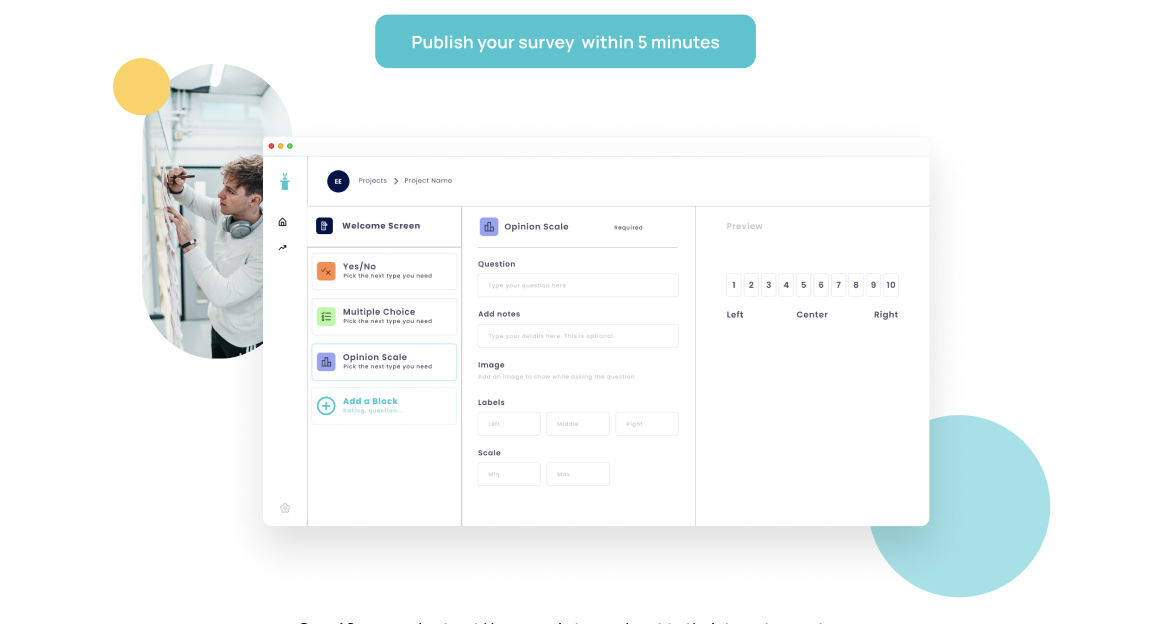 Publish your survey within 5 minutes
EE
Projects
Project Name
Welcome Screen
Yes/No
Pick the next type you need
Multiple Choice
Pick the next type you need
Opinion Scale
Pick the next type you need
Add a Block
Rating, question...
Opinion Scale
Required
Question
Type your question here
Add notes
Type your details here. This is optional
Image
Add an image to show while asking the question
Labels
Left
Middle
Right
Scale
Min
Max
Preview
1 2 3 4 5 6 7 8 9 10
Left Center Right